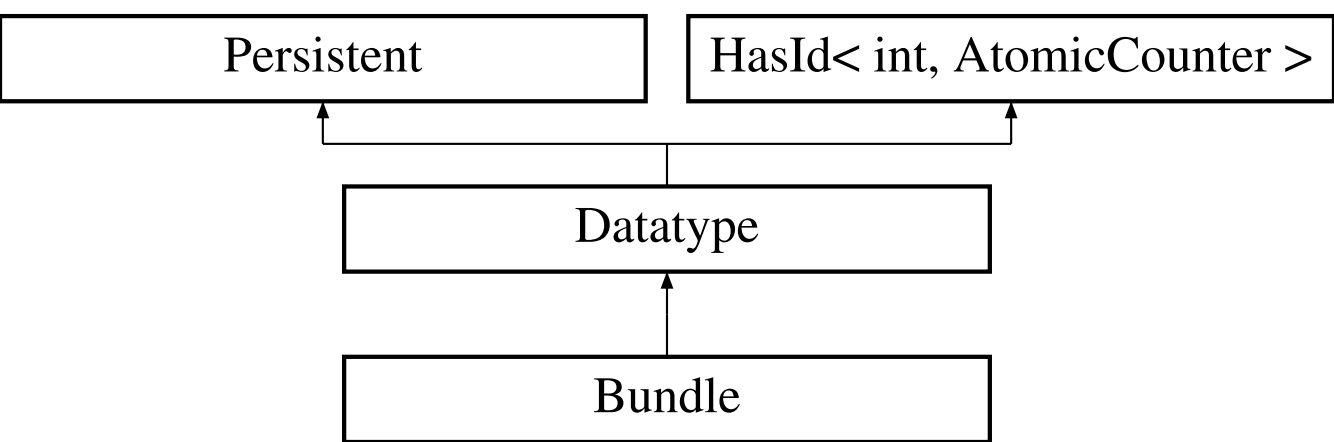 Persistent
HasId< int, AtomicCounter >
Datatype
Bundle